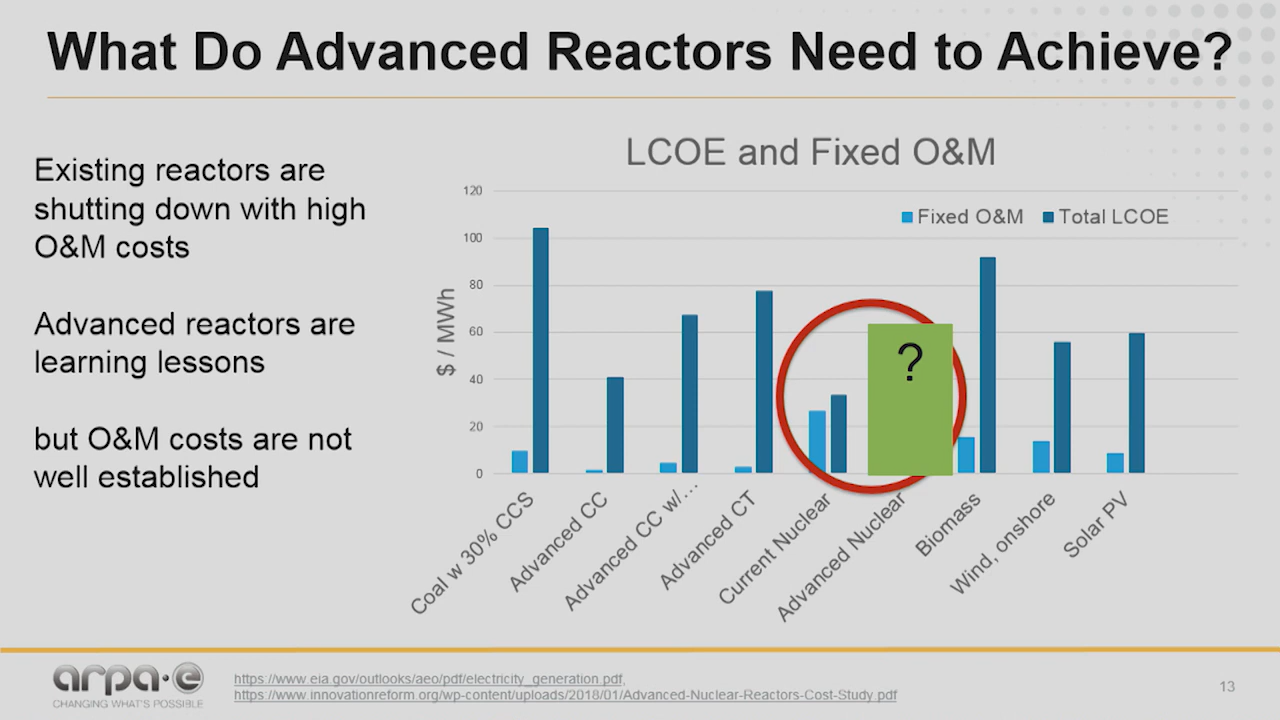 What Do Advanced Reactors Need to Achieve?
Existing reactors are
shutting down with high
O&M costs
Advanced reactors are
learning lessons
but O&M costs are not
well established
LCOE and Fixed O&M
Fixed O&M
Total LCOE
$ / MWh
120
100
80
60
40
20
0
?
Coal w 30% CCS
Advanced CC
Advanced CC w/...
Advanced CT
Current Nuclear
Advanced Nuclear
Biomass
Wind, onshore
Solar PV
arpa·e
CHANGING WHAT'S POSSIBLE
https://www.eia.gov/outlooks/aeo/pdf/electricity_generation.pdf,
https://www.innovationreform.org/wp-content/uploads/2018/01/Advanced-Nuclear-Reactors-Cost-Study.pdf
13